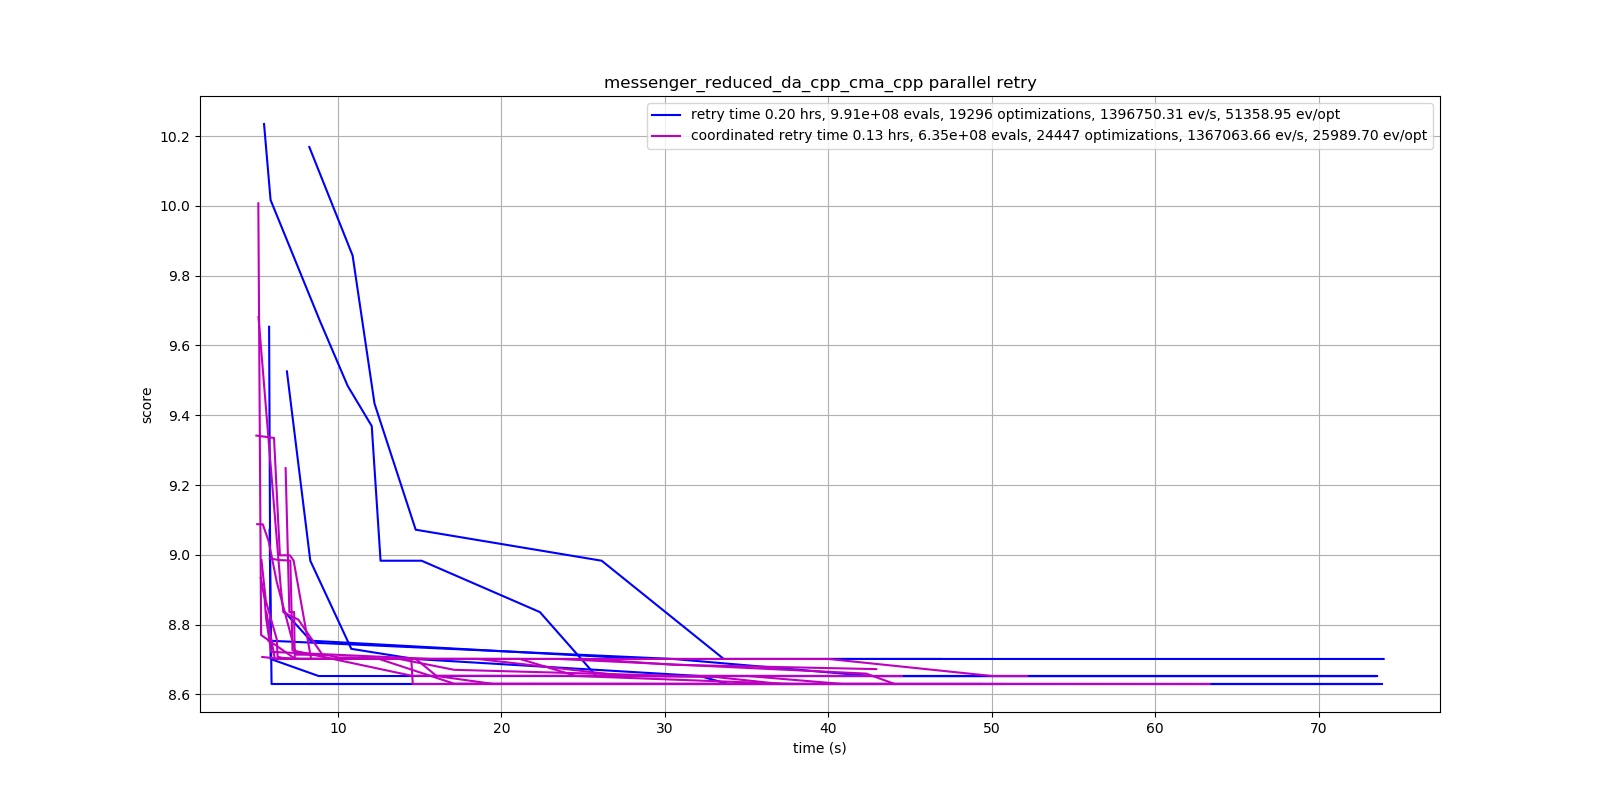 messenger_reduced_da_cpp_cma_cpp parallel retry
retry time 0.20 hrs, 9.91e+08 evals, 19296 optimizations, 1396750.31 ev/s, 51358.95 ev/opt
coordinated retry time 0.13 hrs, 6.35e+08 evals, 24447 optimizations, 1367063.66 ev/s, 25989.70 ev/opt
score
10.2
10.0
9.8
9.6
9.4
9.2
9.0
8.8
8.6
10 20 30 40 50 60 70
time (s)